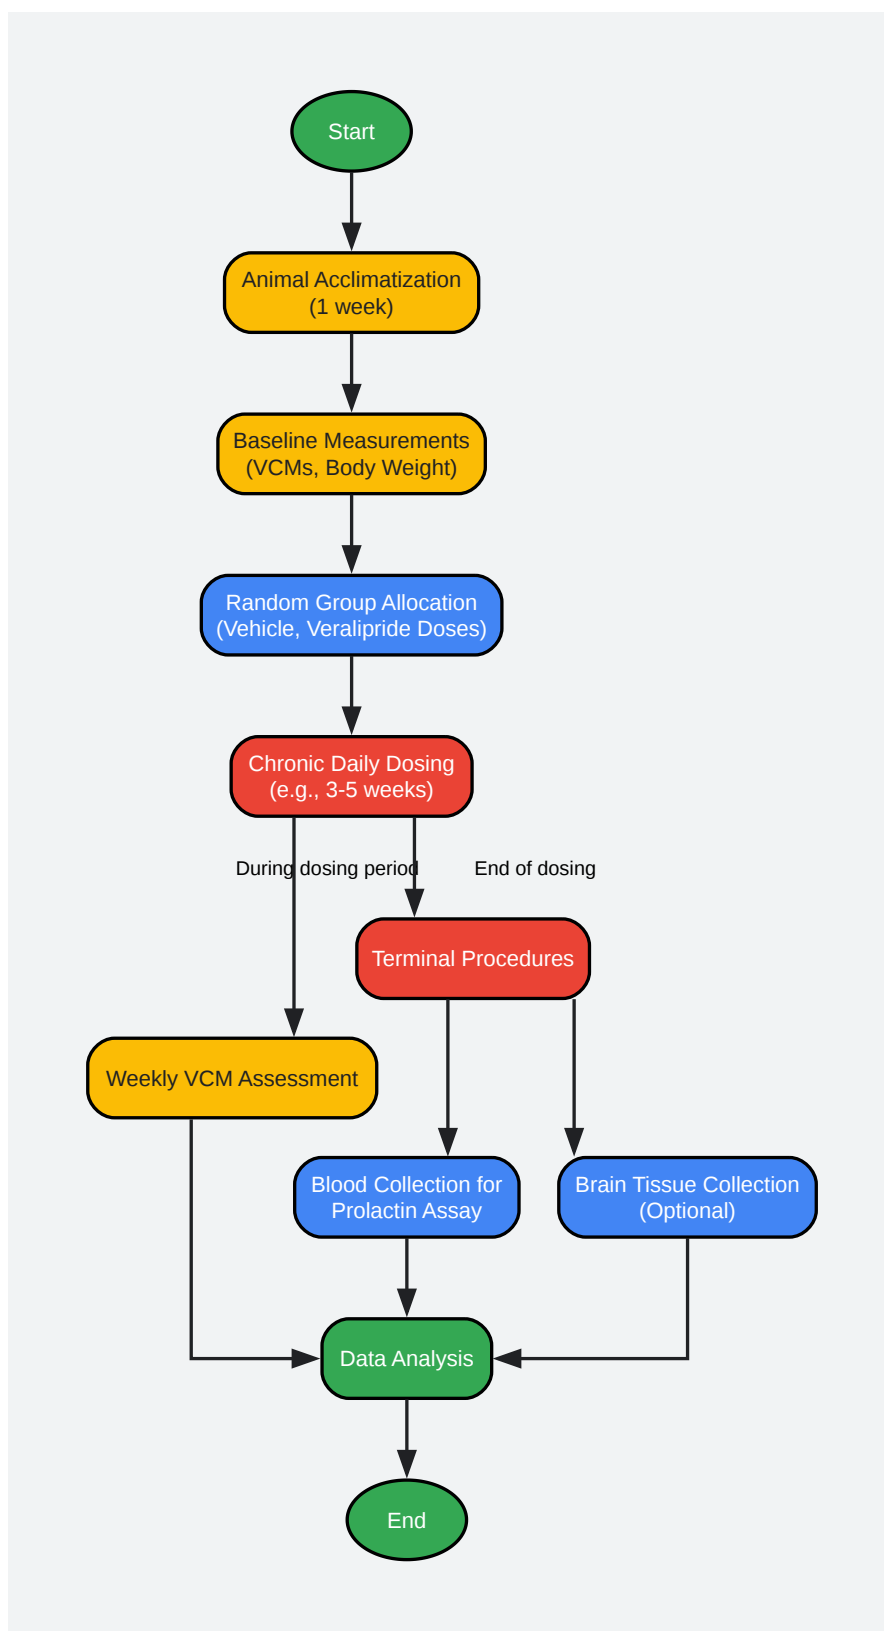 Start
Animal Acclimatization
(1 week)
Baseline Measurements
(VCMs, Body Weight)
Random Group Allocation
(Vehicle, Veralipride Doses)
Chronic Daily Dosing
(e.g., 3-5 weeks)
During dosing period
End of dosing
Terminal Procedures
Weekly VCM Assessment
Blood Collection for
Prolactin Assay
Brain Tissue Collection
(Optional)
Data Analysis
End